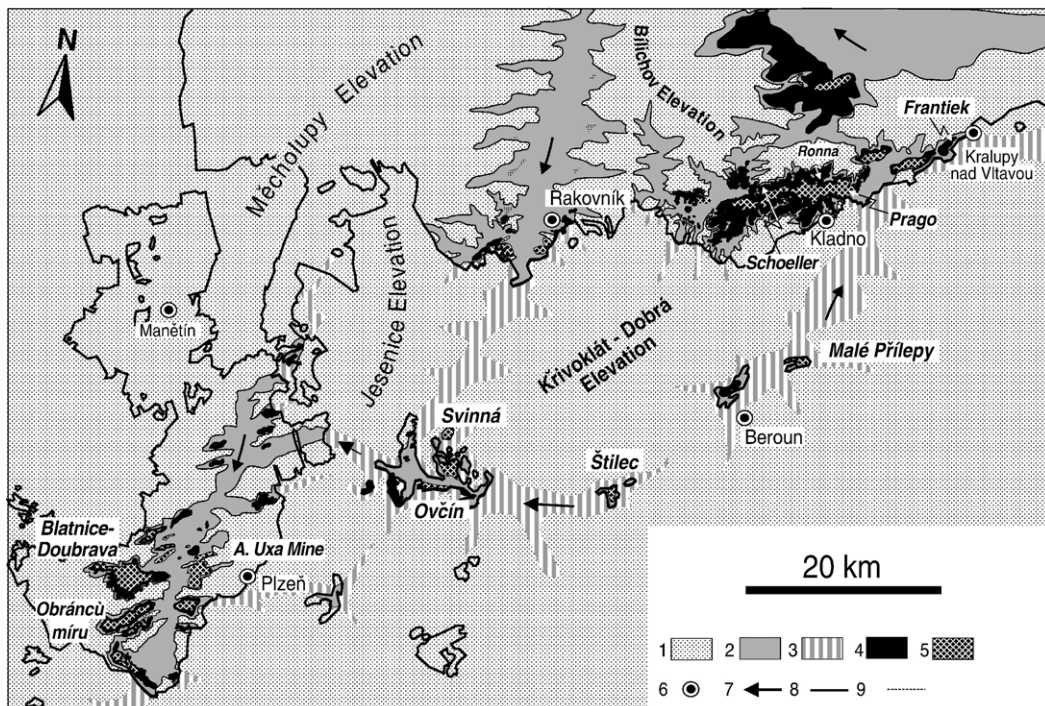 N
Měcholupy Elevation
Bílichov Elevation
Frantiek
Kralupy
nad Vltavou
Ronna
Rakovník
Prago
Kladno
Schoeller
Manětín
Jesenice Elevation
Křivoklát - Dobrá
Elevation
Malé Přílepy
Beroun
Svinná
Štilec
Ovčín
Blatnice-
Doubrava
A. Uxa Mine
Plzeň
Obráncù
míru
20 km
1 2 3 4 5
6 7 8 9